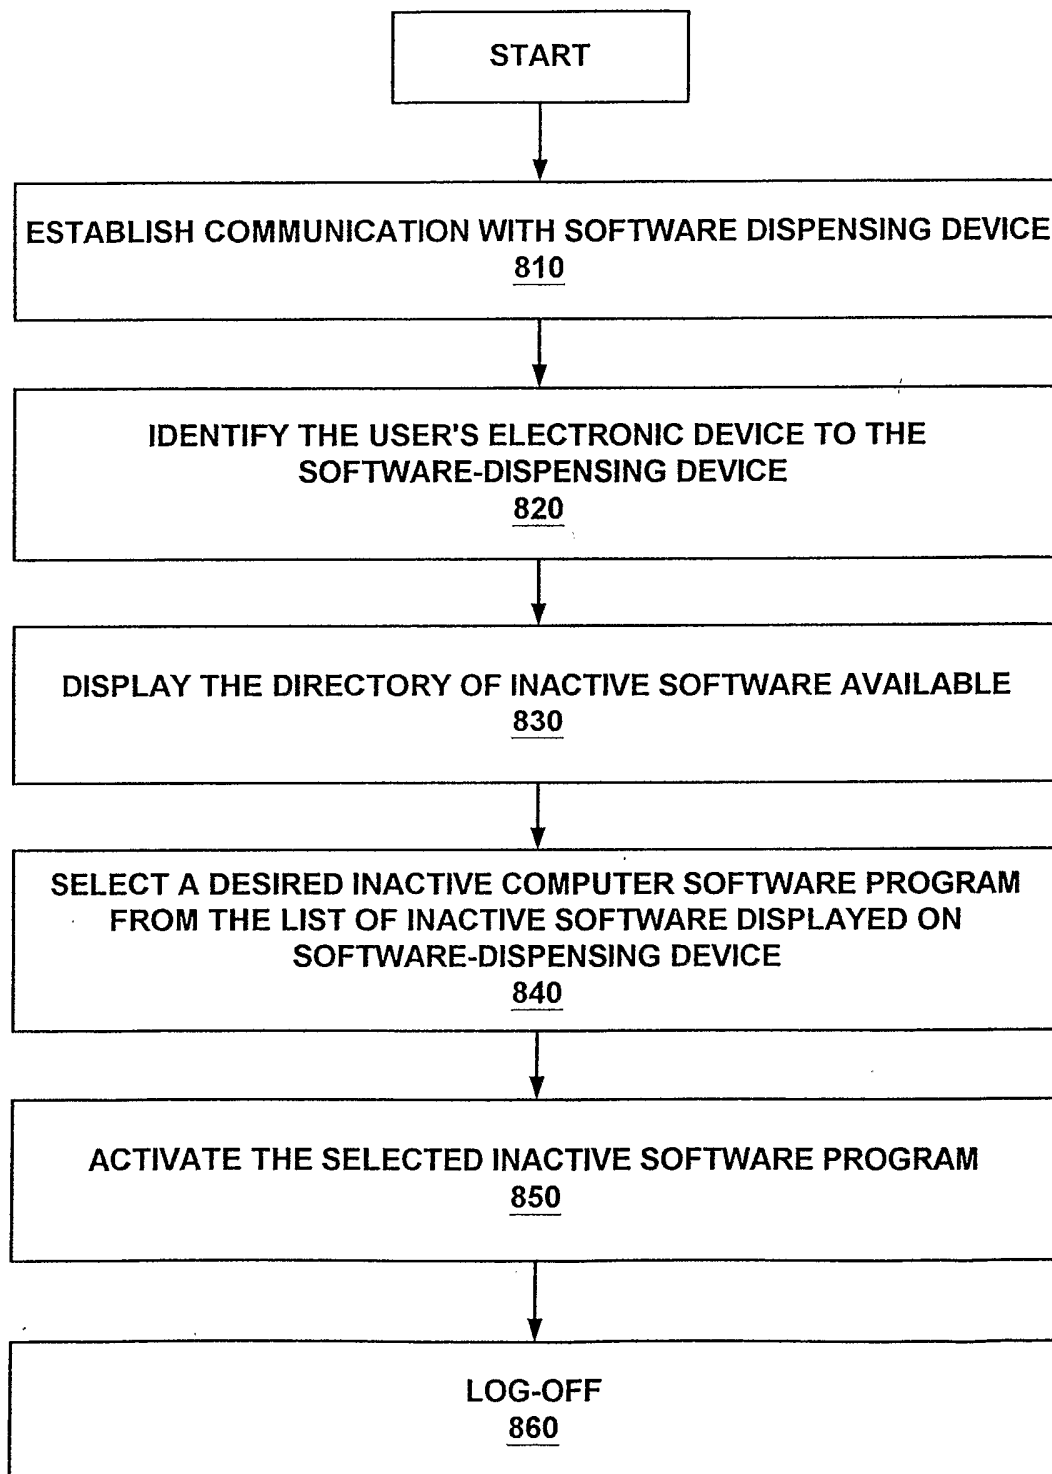 START
ESTABLISH COMMUNICATION WITH SOFTWARE DISPENSING DEVICE
810
IDENTIFY THE USER'S ELECTRONIC DEVICE TO THE
SOFTWARE-DISPENSING DEVICE
820
DISPLAY THE DIRECTORY OF INACTIVE SOFTWARE AVAILABLE
830
SELECT A DESIRED INACTIVE COMPUTER SOFTWARE PROGRAM
FROM THE LIST OF INACTIVE SOFTWARE DISPLAYED ON
SOFTWARE-DISPENSING DEVICE
840
ACTIVATE THE SELECTED INACTIVE SOFTWARE PROGRAM
850
LOG-OFF
860